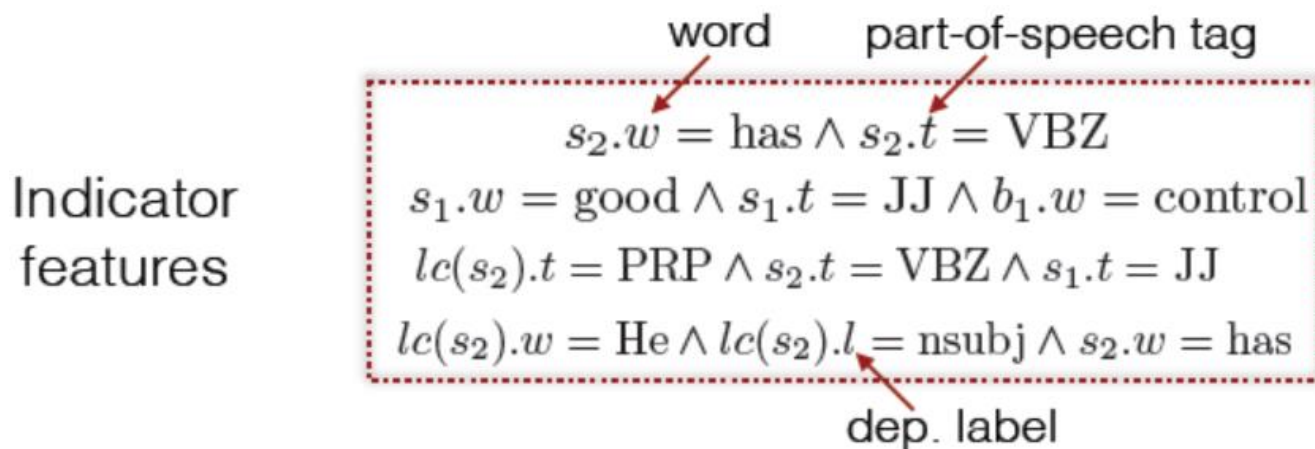 word part-of-speech tag
s₂.w = has ∧ s₂.t = VBZ
Indicator features
s₁.w = good ∧ s₁.t = JJ ∧ b₁.w = control
lc(s₂).t = PRP ∧ s₂.t = VBZ ∧ s₁.t = JJ
lc(s₂).w = He ∧ lc(s₂).l = nsubj ∧ s₂.w = has
dep. label